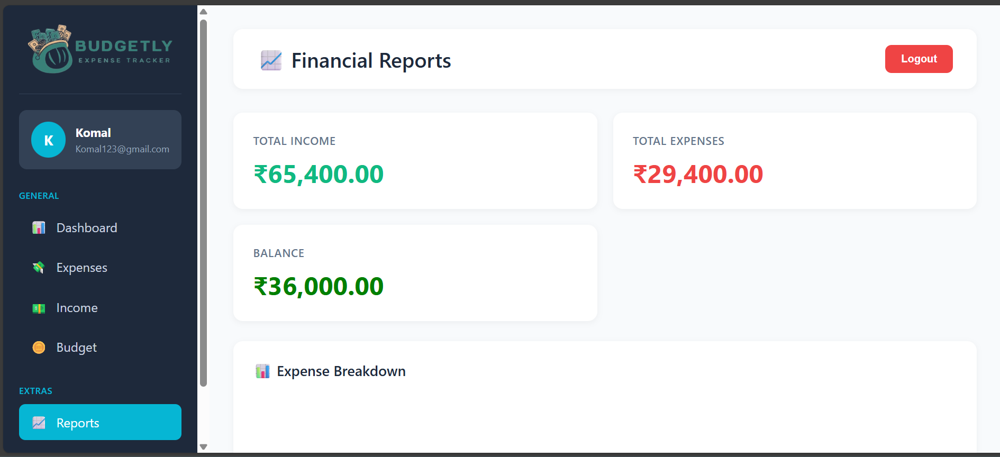 BUDGETLY
EXPENSE TRACKER
K
Komal
Komal123@gmail.com
GENERAL
Dashboard
Expenses
Income
Budget
EXTRAS
Reports
Financial Reports
Logout
TOTAL INCOME
₹65,400.00
TOTAL EXPENSES
₹29,400.00
BALANCE
₹36,000.00
Expense Breakdown